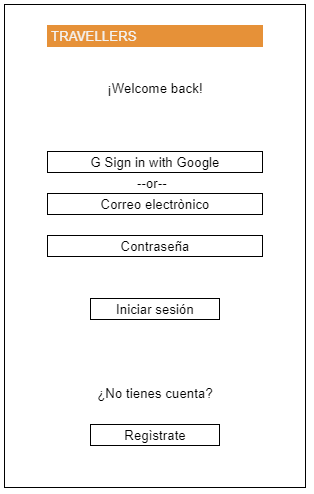 TRAVELLERS
¡Welcome back!
G Sign in with Google
--or--
Correo electrònico
Contraseña
Iniciar sesión
¿No tienes cuenta?
Registrate